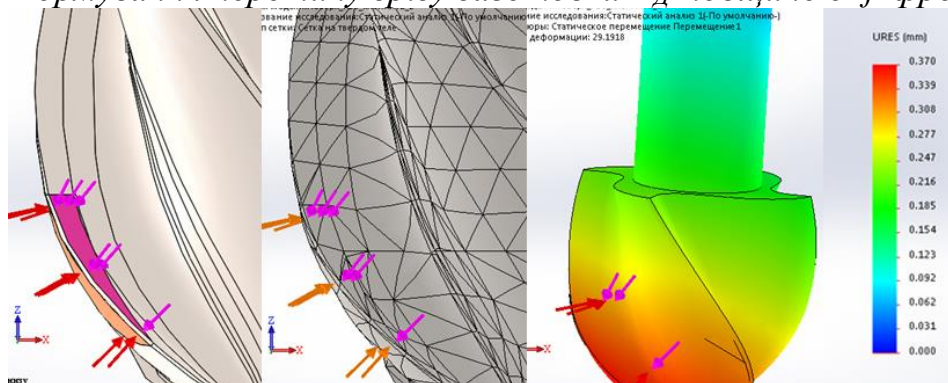 вание исследования:Статический анализ 1(-По умолчанию-)
п сетки: Сетка на твердом теле
ние исследования:Статический анализ 1(-По умолчанию-)
юры: Статическое перемещение Перемещение1
деформации: 29.1918
URES (mm)
0.370
0.339
0.308
0.277
0.247
0.216
0.185
0.154
0.123
0.092
0.062
0.031
0.000
Z
X
Z
X
X